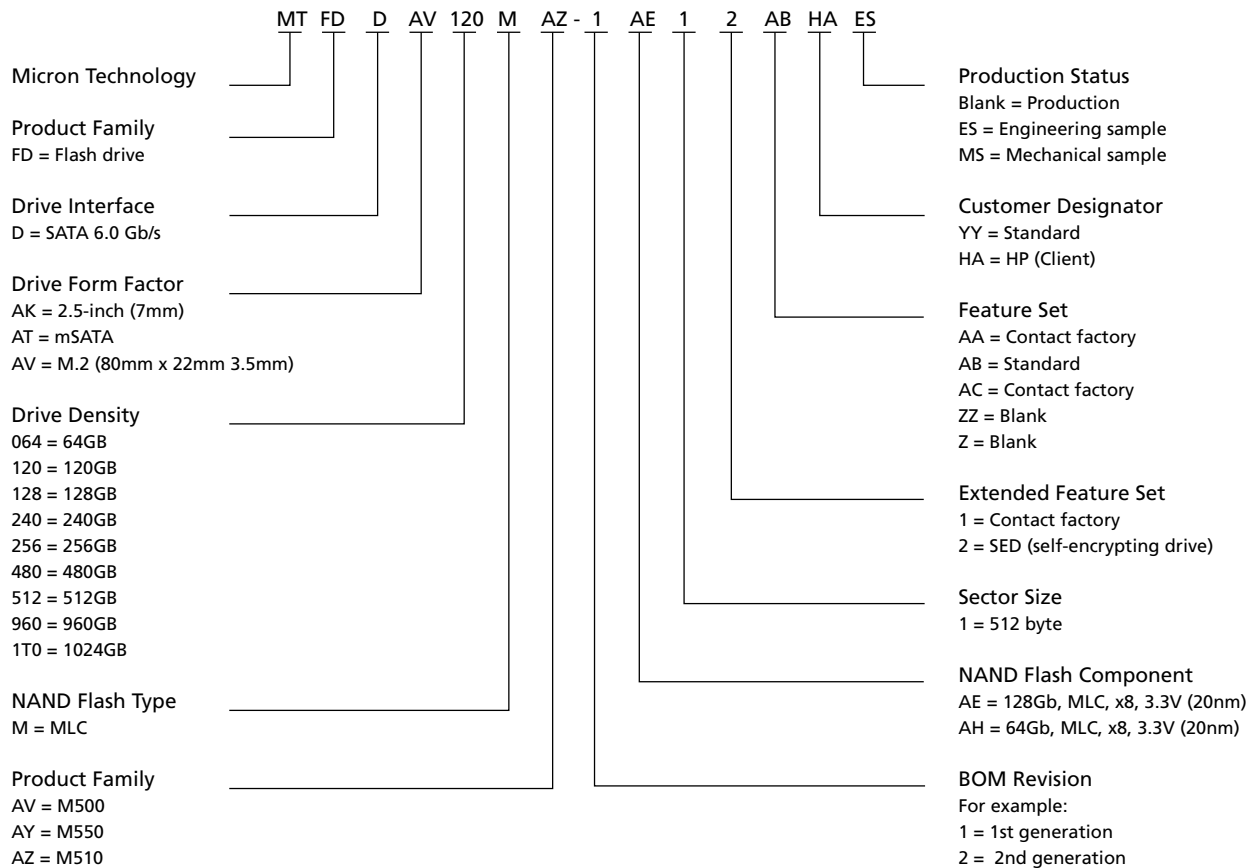 MT FD D AV 120 M AZ - 1 AE 1 2 AB HA ES
Micron Technology
Product Family
FD = Flash drive
Drive Interface
D = SATA 6.0 Gb/s
Drive Form Factor
AK = 2.5-inch (7mm)
AT = mSATA
AV = M.2 (80mm x 22mm 3.5mm)
Drive Density
064 = 64GB
120 = 120GB
128 = 128GB
240 = 240GB
256 = 256GB
480 = 480GB
512 = 512GB
960 = 960GB
1T0 = 1024GB
NAND Flash Type
M = MLC
Product Family
AV = M500
AY = M550
AZ = M510
Production Status
Blank = Production
ES = Engineering sample
MS = Mechanical sample
Customer Designator
YY = Standard
HA = HP (Client)
Feature Set
AA = Contact factory
AB = Standard
AC = Contact factory
ZZ = Blank
Z = Blank
Extended Feature Set
1 = Contact factory
2 = SED (self-encrypting drive)
Sector Size
1 = 512 byte
NAND Flash Component
AE = 128Gb, MLC, x8, 3.3V (20nm)
AH = 64Gb, MLC, x8, 3.3V (20nm)
BOM Revision
For example:
1 = 1st generation
2 = 2nd generation